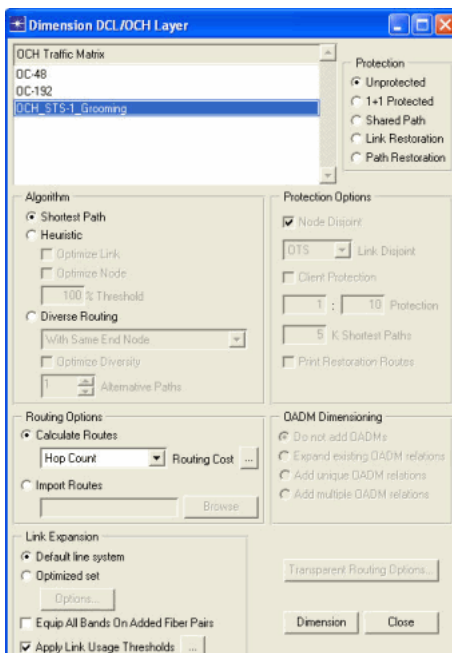 Dimension DCL/OCH Layer
OCH Traffic Matrix
OC-48
OC-192
OCH_STS-1_Grooming
Protection
Unprotected
1+1 Protected
Shared Path
Link Restoration
Path Restoration
Algorithm
Shortest Path
Heuristic
Optimize Link
Optimize Node
100 % Threshold
Diverse Routing
With Same End Node
Optimize Diversity
1 Alternative Paths
Protection Options
Node Disjoint
OTS Link Disjoint
Client Protection
1 : 10 Protection
5 K Shortest Paths
Print Restoration Routes
Routing Options
Calculate Routes
Hop Count Routing Cost ...
Import Routes
Browse
OADM Dimensioning
Do not add OADMs
Expand existing OADM relations
Add unique OADM relations
Add multiple OADM relations
Link Expansion
Default line system
Optimized set
Options...
Equip All Bands On Added Fiber Pairs
Apply Link Usage Thresholds ...
Transparent Routing Options...
Dimension Close